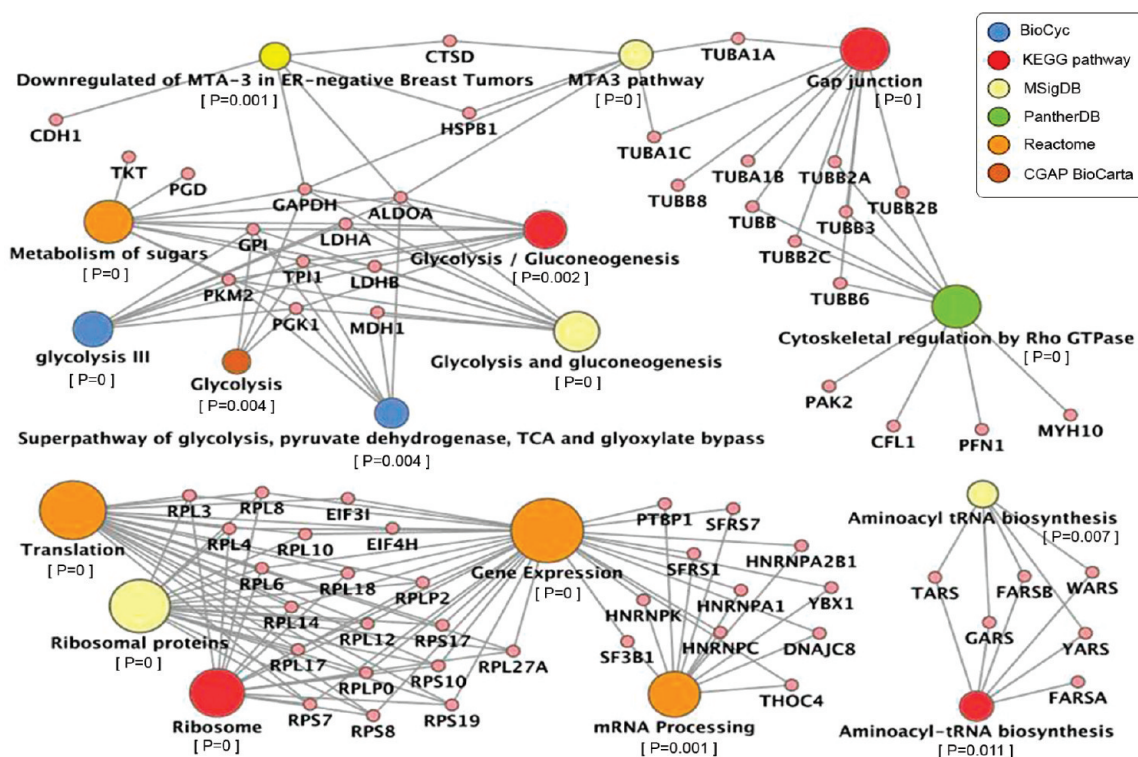 CTSD
TUBA1A
BioCyc
KEGG pathway
MSigDB
PantherDB
Reactome
CGAP BioCarta
Downregulated of MTA-3 in ER-negative Breast Tumors
[ P=0.001 ]
MTA3 pathway
[P=0]
Gap junction
[P=0]
CDH1
HSPB1
TUBA1C
TKT
PGD
TUBA1B
TUBB2A
TUBB8
TUBB
TUBB2B
TUBB3
TUBB2C
TUBB6
GAPDH
ALDOA
GPI
LDHA
Metabolism of sugars
[ P=0 ]
Glycolysis / Gluconeogenesis
[ P=0.002 ]
TPI1
LDHB
PKM2
PGK1
MDH1
glycolysis III
[ P=0 ]
Glycolysis
[P=0.004 ]
Glycolysis and gluconeogenesis
[ P=0 ]
Cytoskeletal regulation by Rho GTPase
[ P=0 ]
PAK2
CFL1
PFN1
MYH10
Superpathway of glycolysis, pyruvate dehydrogenase, TCA and glyoxylate bypass
[ P=0.004 ]
RPL3
RPL8
EIF3I
PTBP1
SFRS7
Translation
[ P=0 ]
RPL4
RPL10
EIF4H
Gene Expression
[ P=0 ]
SFRS1
HNRNPA2B1
RPL6
RPL18
RPLP2
HNRNPK
HNRNPA1
YBX1
RPL14
RPL12
RPS17
HNRNPC
DNAJC8
Ribosomal proteins
[ P=0 ]
RPL17
RPLP0
RPS10
RPL27A
SF3B1
THOC4
Ribosome
[ P=0 ]
RPS7
RPS8
RPS19
mRNA Processing
[ P=0.001 ]
Aminoacyl tRNA biosynthesis
[ P=0.007 ]
TARS
FARSB
WARS
GARS
YARS
FARSA
Aminoacyl-tRNA biosynthesis
[ P=0.011 ]